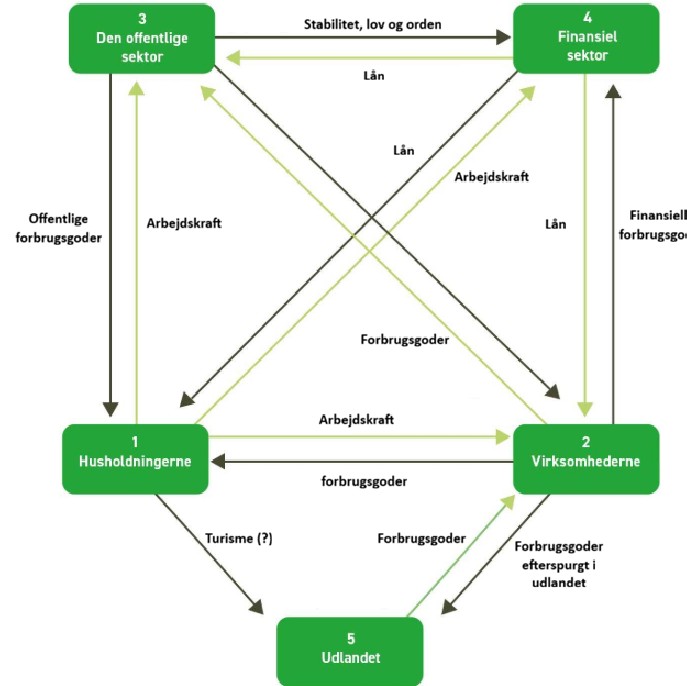 3
Den offentlige
sektor
Stabilitet, lov og orden
4
Finansiel
sektor
Lån
Lån
Arbejdskraft
Offentlige
forbrugsgoder
Arbejdskraft
Lån
Finansiell
forbrugsgo
Forbrugsgoder
Arbejdskraft
1
Husholdningerne
2
Virksomhederne
forbrugsgoder
Turisme (?)
Forbrugsgoder
Forbrugsgoder
efterspurgt i
udlandet
5
Udlandet